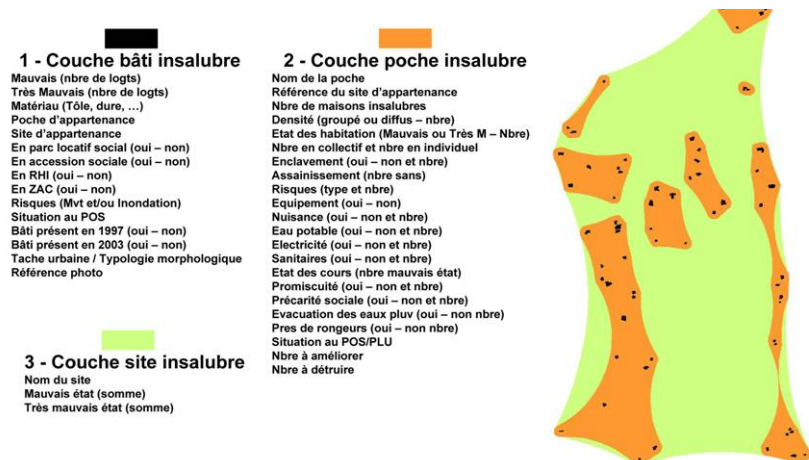 1 - Couche bâti insalubre
Mauvais (nbre de logts)
Très Mauvais (nbre de logts)
Matériau (Tôle, dure, ...)
Poche d'appartenance
Site d'appartenance
En parc locatif social (oui – non)
En accession sociale (oui – non)
En RHI (oui – non)
En ZAC (oui – non)
Risques (Mvt et/ou Inondation)
Situation au POS
Bâti présent en 1997 (oui – non)
Bâti présent en 2003 (oui – non)
Tache urbaine / Typologie morphologique
Référence photo
2 - Couche poche insalubre
Nom de la poche
Référence du site d'appartenance
Nbre de maisons insalubres
Densité (groupé ou diffus – nbre)
Etat des habitation (Mauvais ou Très M – Nbre)
Nbre en collectif et nbre en individuel
Enclavement (oui – non et nbre)
Assainissement (nbre sans)
Risques (type et nbre)
Equipement (oui – non)
Nuisance (oui – non et nbre)
Eau potable (oui – non et nbre)
Electricité (oui – non et nbre)
Sanitaires (oui – non et nbre)
Etat des cours (nbre mauvais état)
Promiscuité (oui – non et nbre)
Précarité sociale (oui – non et nbre)
Evacuation des eaux pluv (oui – non nbre)
Pres de rongeurs (oui – non nbre)
Situation au POS/PLU
Nbre à améliorer
Nbre à détruire
3 - Couche site insalubre
Nom du site
Mauvais état (somme)
Très mauvais état (somme)